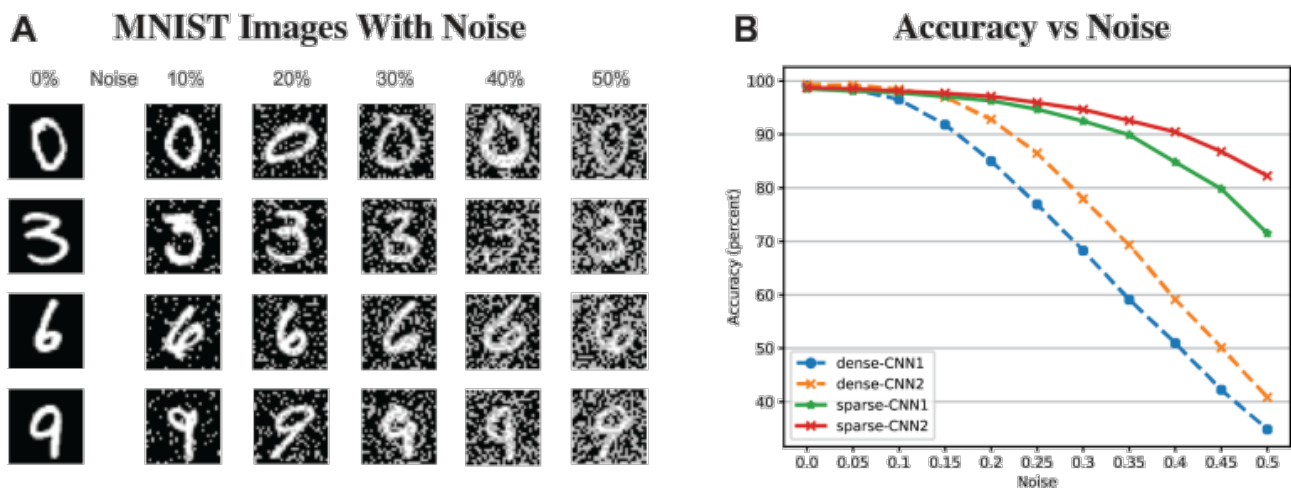 A MNIST Images With Noise
0% Noise 10% 20% 30% 40% 50%
B Accuracy vs Noise
Accuracy (percent)
100
90
80
70
60
50
40
dense-CNN1
dense-CNN2
sparse-CNN1
sparse-CNN2
0.0 0.05 0.1 0.15 0.2 0.25 0.3 0.35 0.4 0.45 0.5
Noise